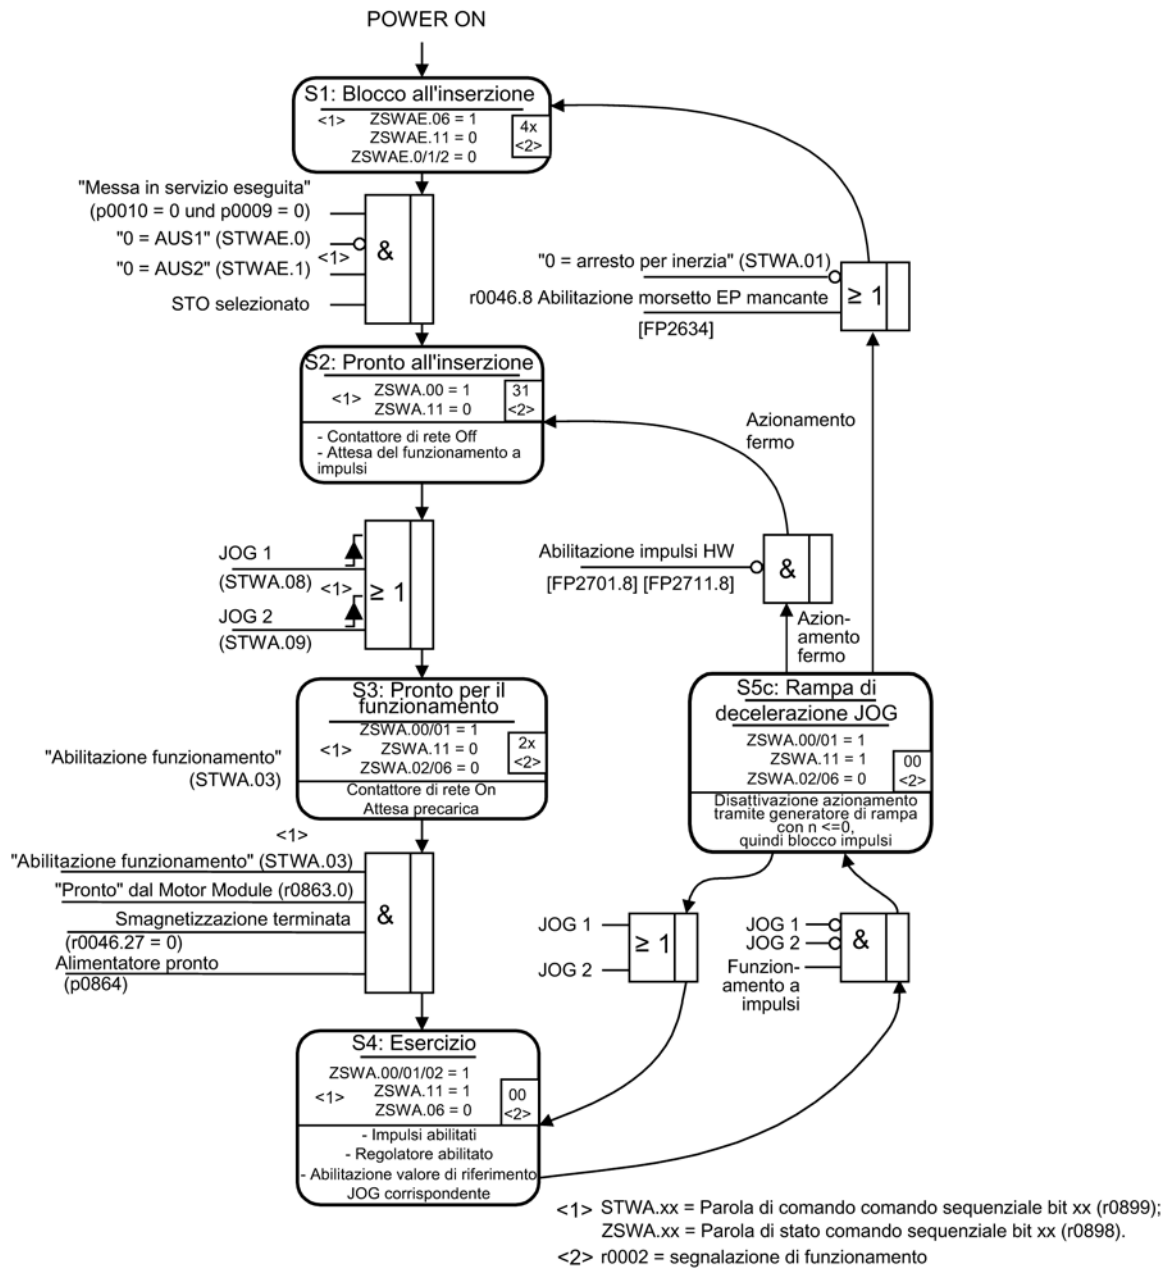 POWER ON
S1: Blocco all'inserzione
<1> ZSWAE.06 = 1
ZSWAE.11 = 0
ZSWAE.0/1/2 = 0
4x
<2>
"Messa in servizio eseguita"
(p0010 = 0 und p0009 = 0)
"0 = AUS1" (STWAE.0)
<1>
"0 = AUS2" (STWAE.1)
STO selezionato
&
"0 = arresto per inerzia" (STWA.01)
r0046.8 Abilitazione morsetto EP mancante
[FP2634]
≥ 1
S2: Pronto all'inserzione
<1> ZSWA.00 = 1
ZSWA.11 = 0
31
<2>
- Contattore di rete Off
- Attesa del funzionamento a
impulsi
Azionamento
fermo
JOG 1
(STWA.08)
<1>
JOG 2
(STWA.09)
≥ 1
Abilitazione impulsi HW
[FP2701.8] [FP2711.8]
&
Azion-
amento
fermo
S3: Pronto per il
funzionamento
ZSWA.00/01 = 1
<1> ZSWA.11 = 0
ZSWA.02/06 = 0
2x
<2>
Contattore di rete On
Attesa precarica
"Abilitazione funzionamento"
(STWA.03)
S5c: Rampa di
decelerazione JOG
ZSWA.00/01 = 1
ZSWA.11 = 1
ZSWA.02/06 = 0
00
<2>
Disattivazione azionamento
tramite generatore di rampa
con n <=0,
quindi blocco impulsi
<1>
"Abilitazione funzionamento" (STWA.03)
"Pronto" dal Motor Module (r0863.0)
Smagnetizzazione terminata
(r0046.27 = 0)
Alimentatore pronto
(p0864)
&
JOG 1
JOG 2
≥ 1
JOG 1
JOG 2
Funzion-
amento a
impulsi
&
S4: Esercizio
ZSWA.00/01/02 = 1
<1> ZSWA.11 = 1
ZSWA.06 = 0
00
<2>
- Impulsi abilitati
- Regolatore abilitato
- Abilitazione valore di riferimento
JOG corrispondente
<1> STWA.xx = Parola di comando comando sequenziale bit xx (r0899);
ZSWA.xx = Parola di stato comando sequenziale bit xx (r0898).
<2> r0002 = segnalazione di funzionamento